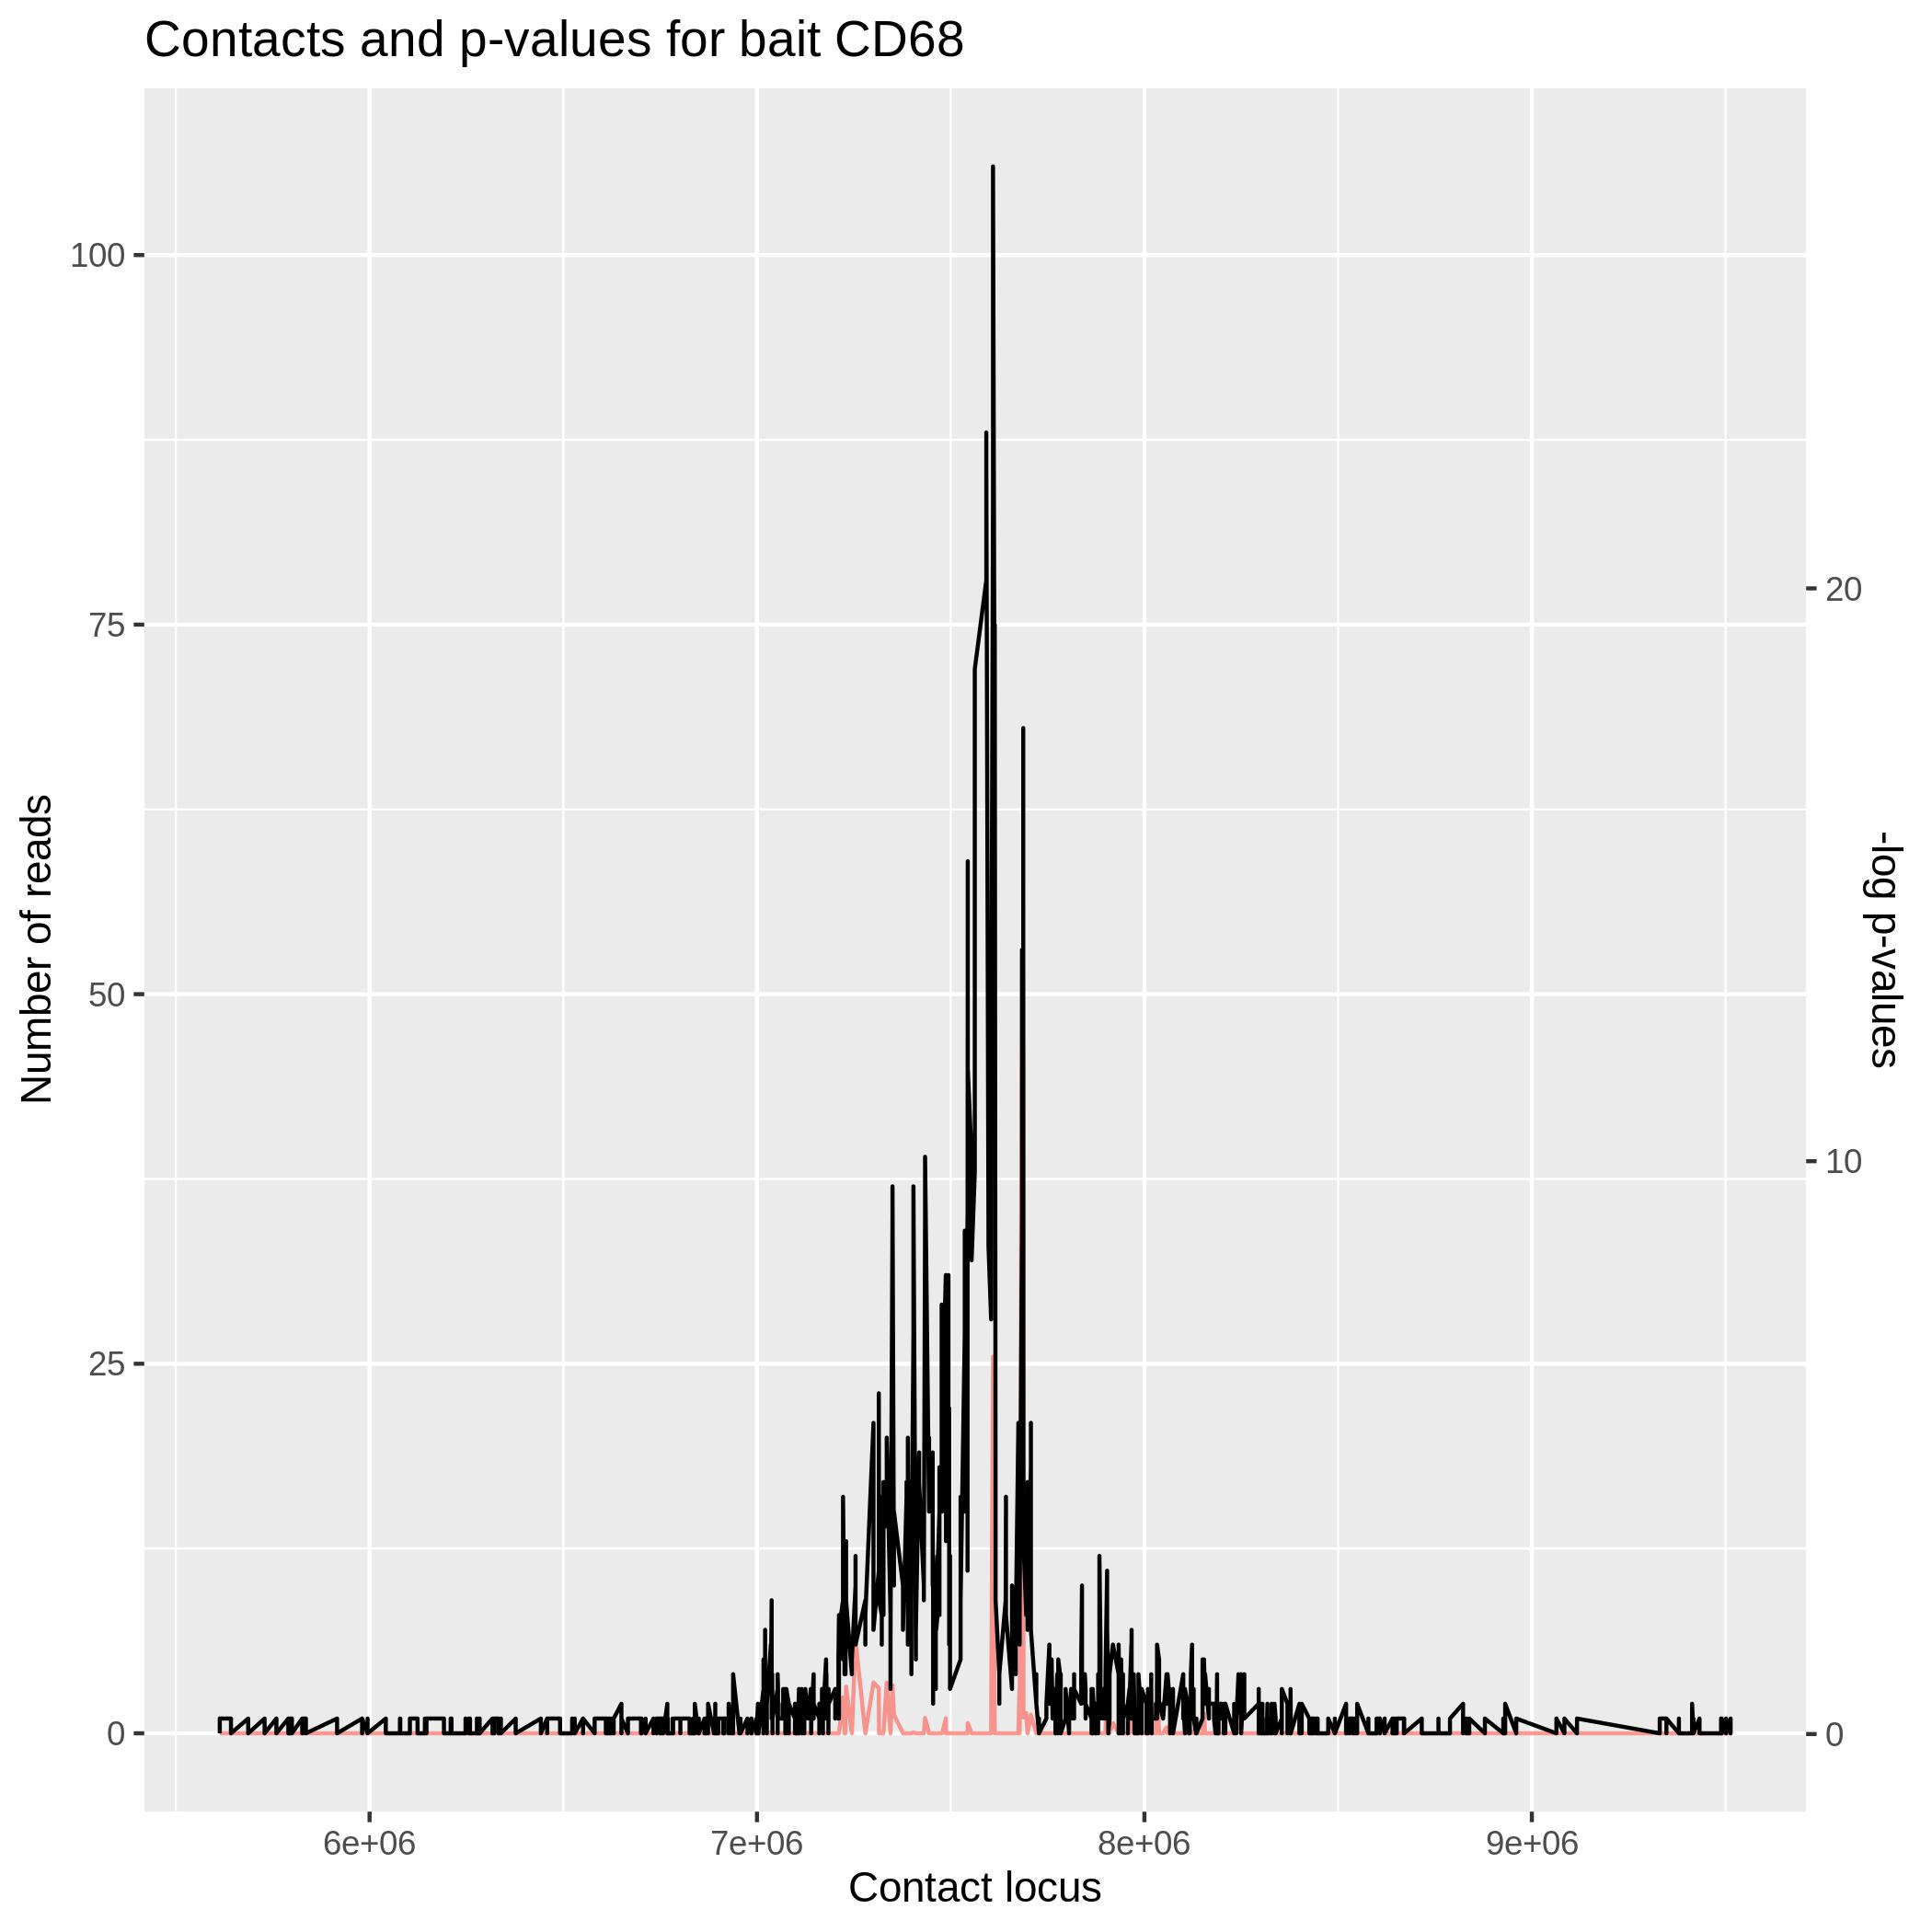 Contacts and p-values for bait CD68
100
75
50
25
0
Number of reads
20
10
0
-log p-values
6e+06 7e+06 8e+06 9e+06
Contact locus